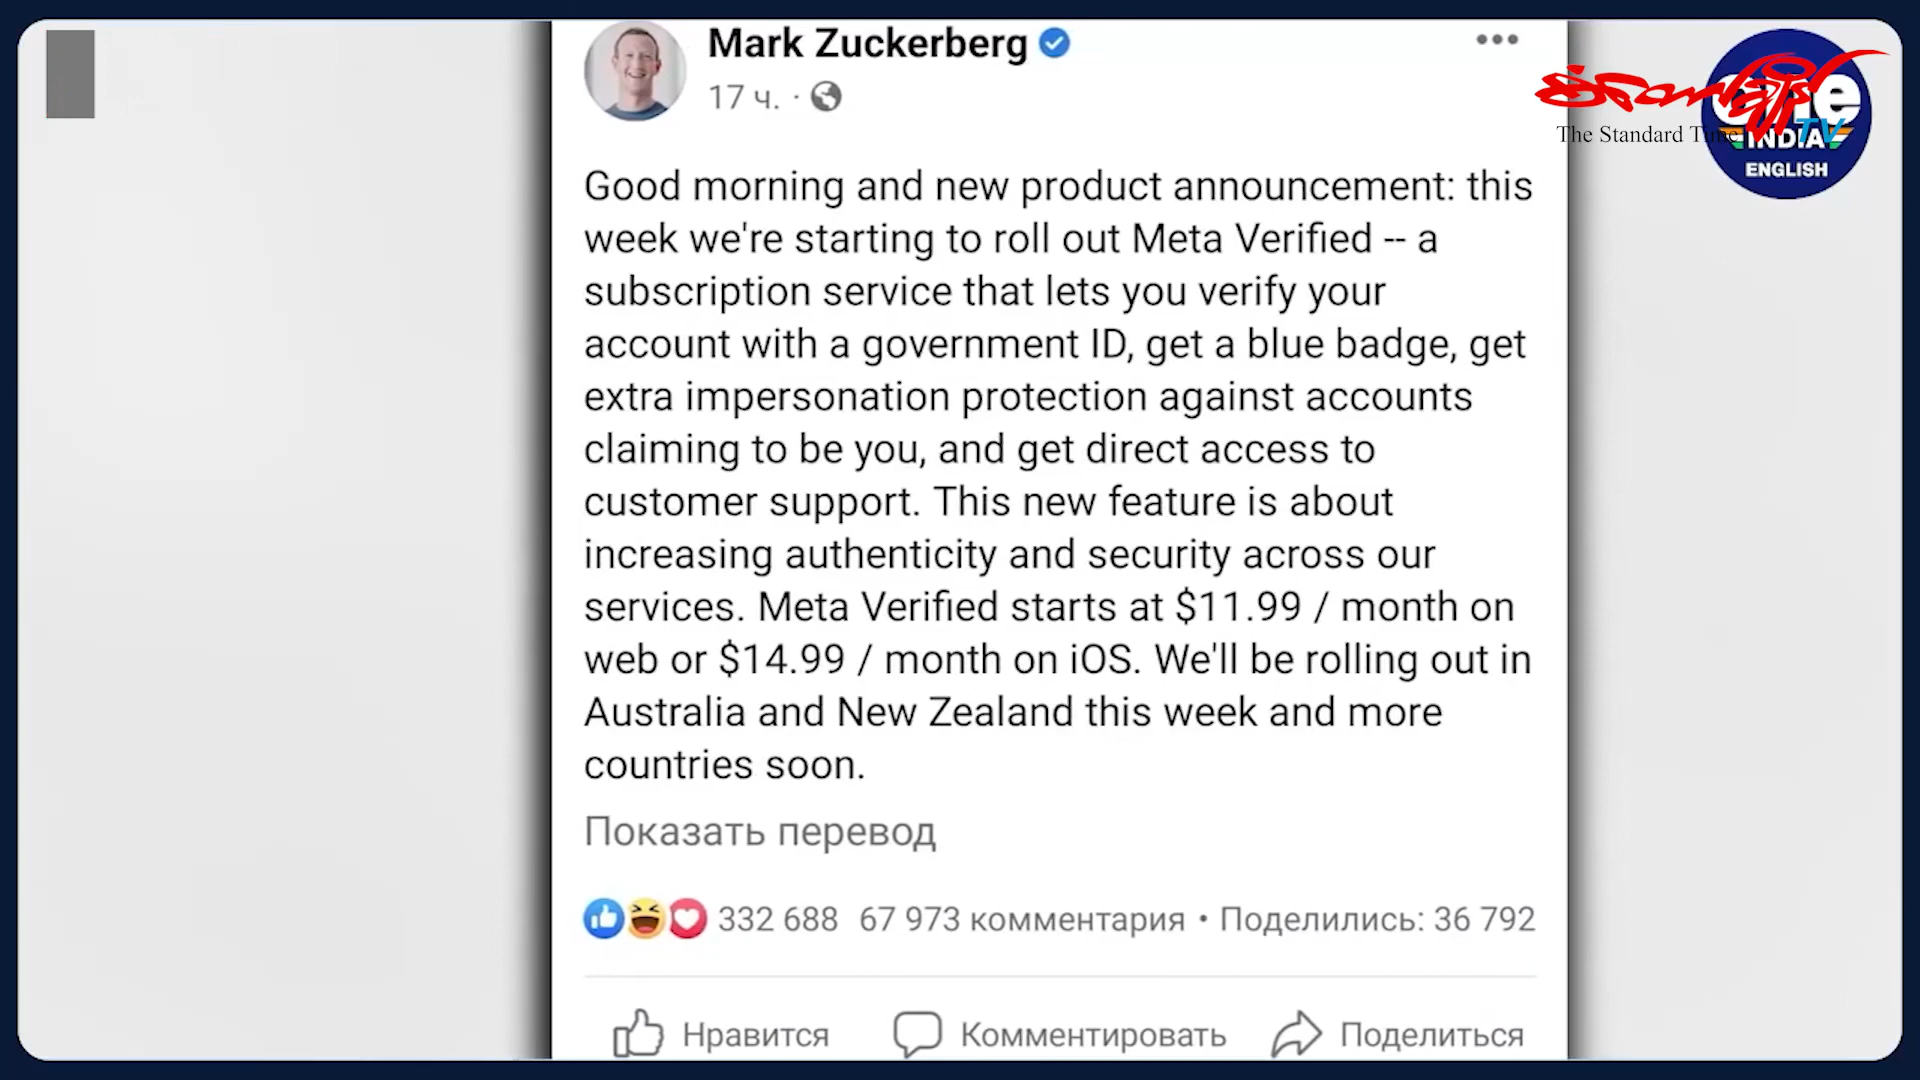 Mark Zuckerberg
17 ч. ·
The Standard Time
TV
one
INDIA
ENGLISH
Good morning and new product announcement: this
week we're starting to roll out Meta Verified -- a
subscription service that lets you verify your
account with a government ID, get a blue badge, get
extra impersonation protection against accounts
claiming to be you, and get direct access to
customer support. This new feature is about
increasing authenticity and security across our
services. Meta Verified starts at $11.99 / month on
web or $14.99 / month on iOS. We'll be rolling out in
Australia and New Zealand this week and more
countries soon.
Показать перевод
332 688 67 973 комментария • Поделились: 36 792
Нравится Комментировать Поделиться